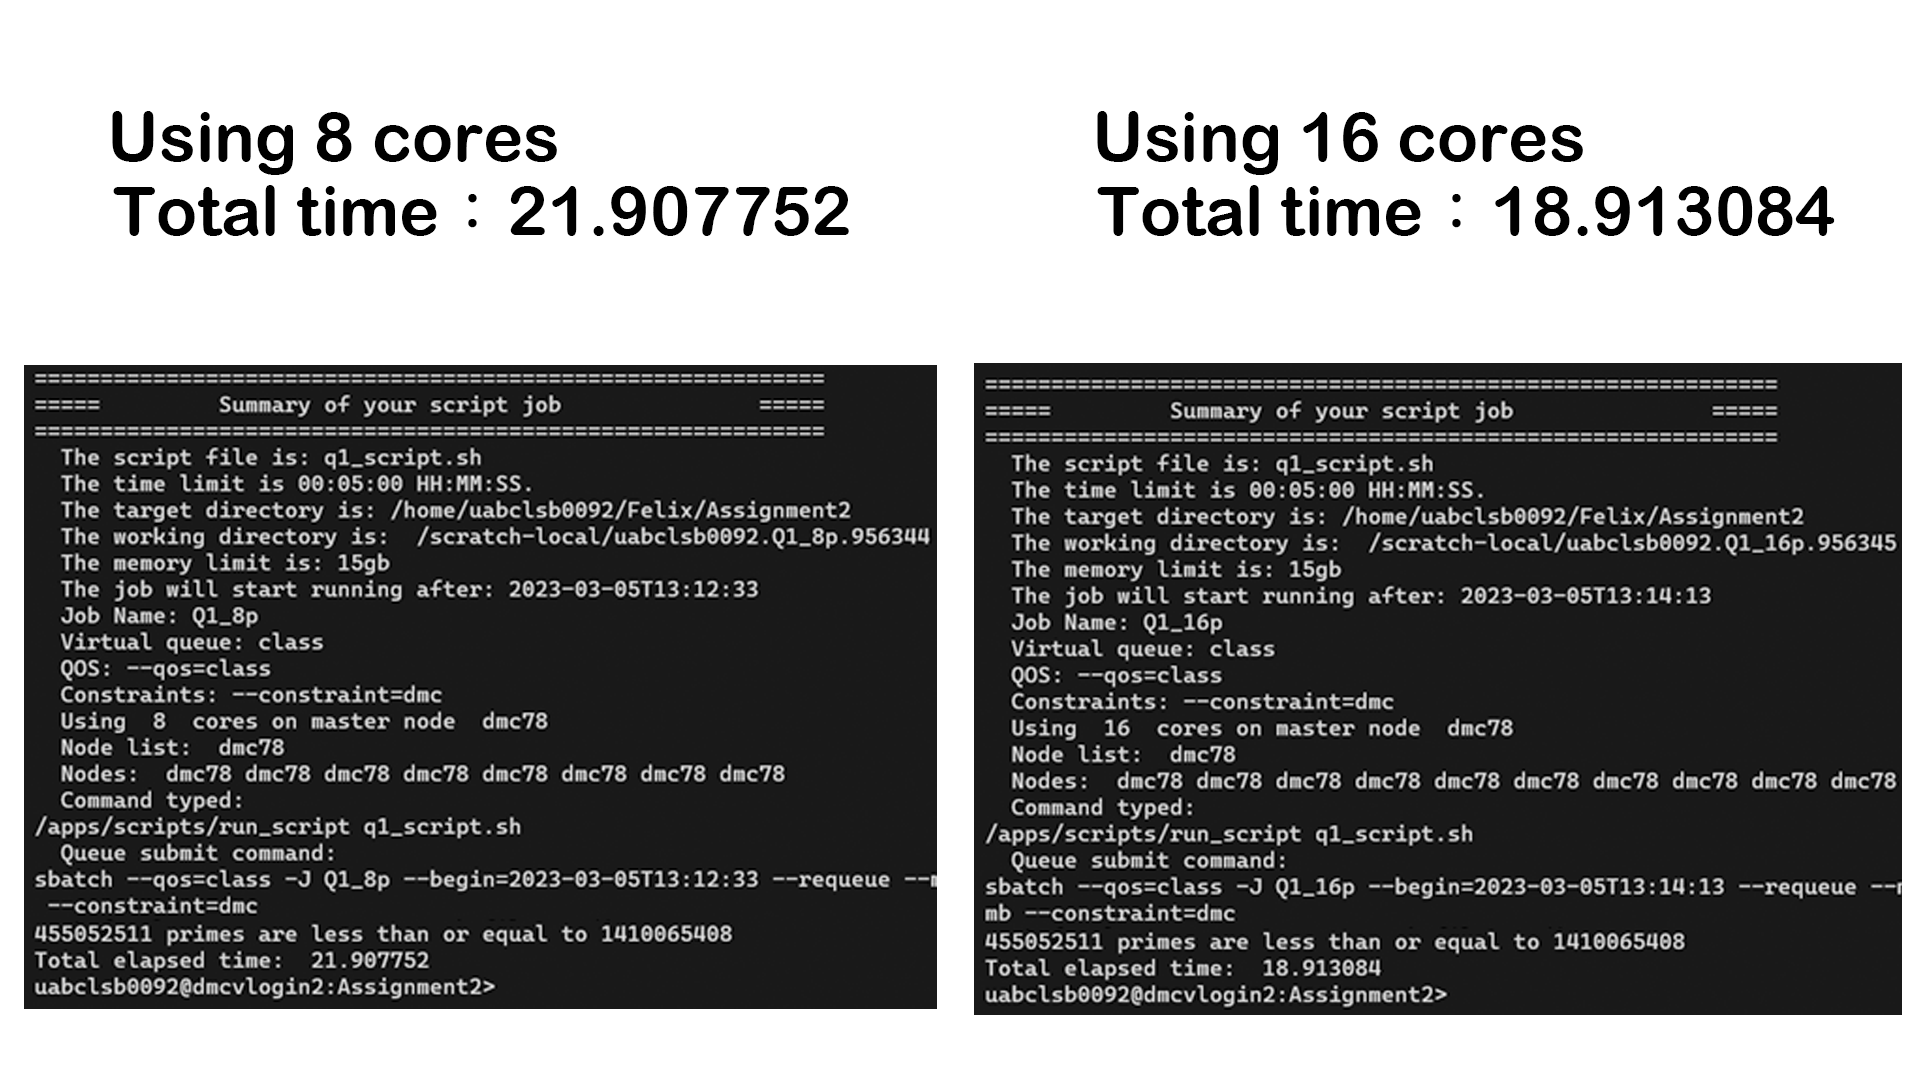 Using 8 cores
Total time：21.907752
Using 16 cores
Total time：18.913084
============================================================
=====         Summary of your script job               =====
============================================================
  The script file is: q1_script.sh
  The time limit is 00:05:00 HH:MM:SS.
  The target directory is: /home/uabclsb0092/Felix/Assignment2
  The working directory is:  /scratch-local/uabclsb0092.Q1_8p.956344
  The memory limit is: 15gb
  The job will start running after: 2023-03-05T13:12:33
  Job Name: Q1_8p
  Virtual queue: class
  QOS: --qos=class
  Constraints: --constraint=dmc
  Using  8  cores on master node  dmc78
  Node list:  dmc78
  Nodes:  dmc78 dmc78 dmc78 dmc78 dmc78 dmc78 dmc78 dmc78
  Command typed:
/apps/scripts/run_script q1_script.sh
  Queue submit command:
sbatch --qos=class -J Q1_8p --begin=2023-03-05T13:12:33 --requeue
 --constraint=dmc
455052511 primes are less than or equal to 1410065408
Total elapsed time:  21.907752
uabclsb0092@dmcvlogin2:Assignment2>
============================================================
=====         Summary of your script job               =====
============================================================
  The script file is: q1_script.sh
  The time limit is 00:05:00 HH:MM:SS.
  The target directory is: /home/uabclsb0092/Felix/Assignment2
  The working directory is:  /scratch-local/uabclsb0092.Q1_16p.956345
  The memory limit is: 15gb
  The job will start running after: 2023-03-05T13:14:13
  Job Name: Q1_16p
  Virtual queue: class
  QOS: --qos=class
  Constraints: --constraint=dmc
  Using  16  cores on master node  dmc78
  Node list:  dmc78
  Nodes:  dmc78 dmc78 dmc78 dmc78 dmc78 dmc78 dmc78 dmc78 dmc78 dmc78
  Command typed:
/apps/scripts/run_script q1_script.sh
  Queue submit command:
sbatch --qos=class -J Q1_16p --begin=2023-03-05T13:14:13 --requeue
mb --constraint=dmc
455052511 primes are less than or equal to 1410065408
Total elapsed time:  18.913084
uabclsb0092@dmcvlogin2:Assignment2>